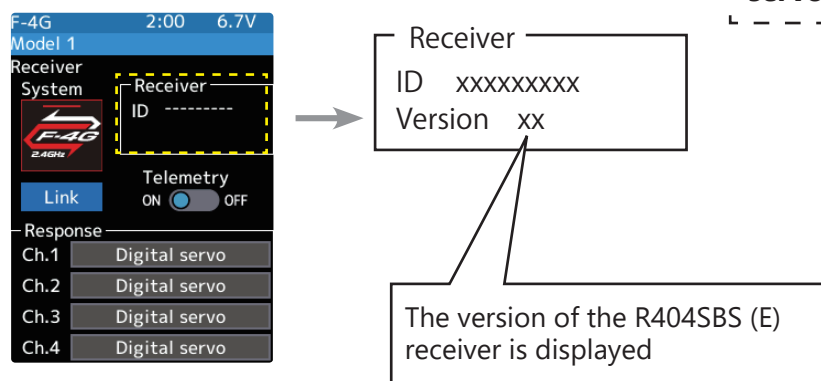 F-4G 2:00 6.7V
Model 1
Receiver
System
Receiver
ID ---------
F-4G
2.4GHz
Link
Telemetry
ON OFF
Response
Ch.1 Digital servo
Ch.2 Digital servo
Ch.3 Digital servo
Ch.4 Digital servo
Receiver
ID xxxxxxxxx
Version xx
The version of the R404SBS (E)
receiver is displayed